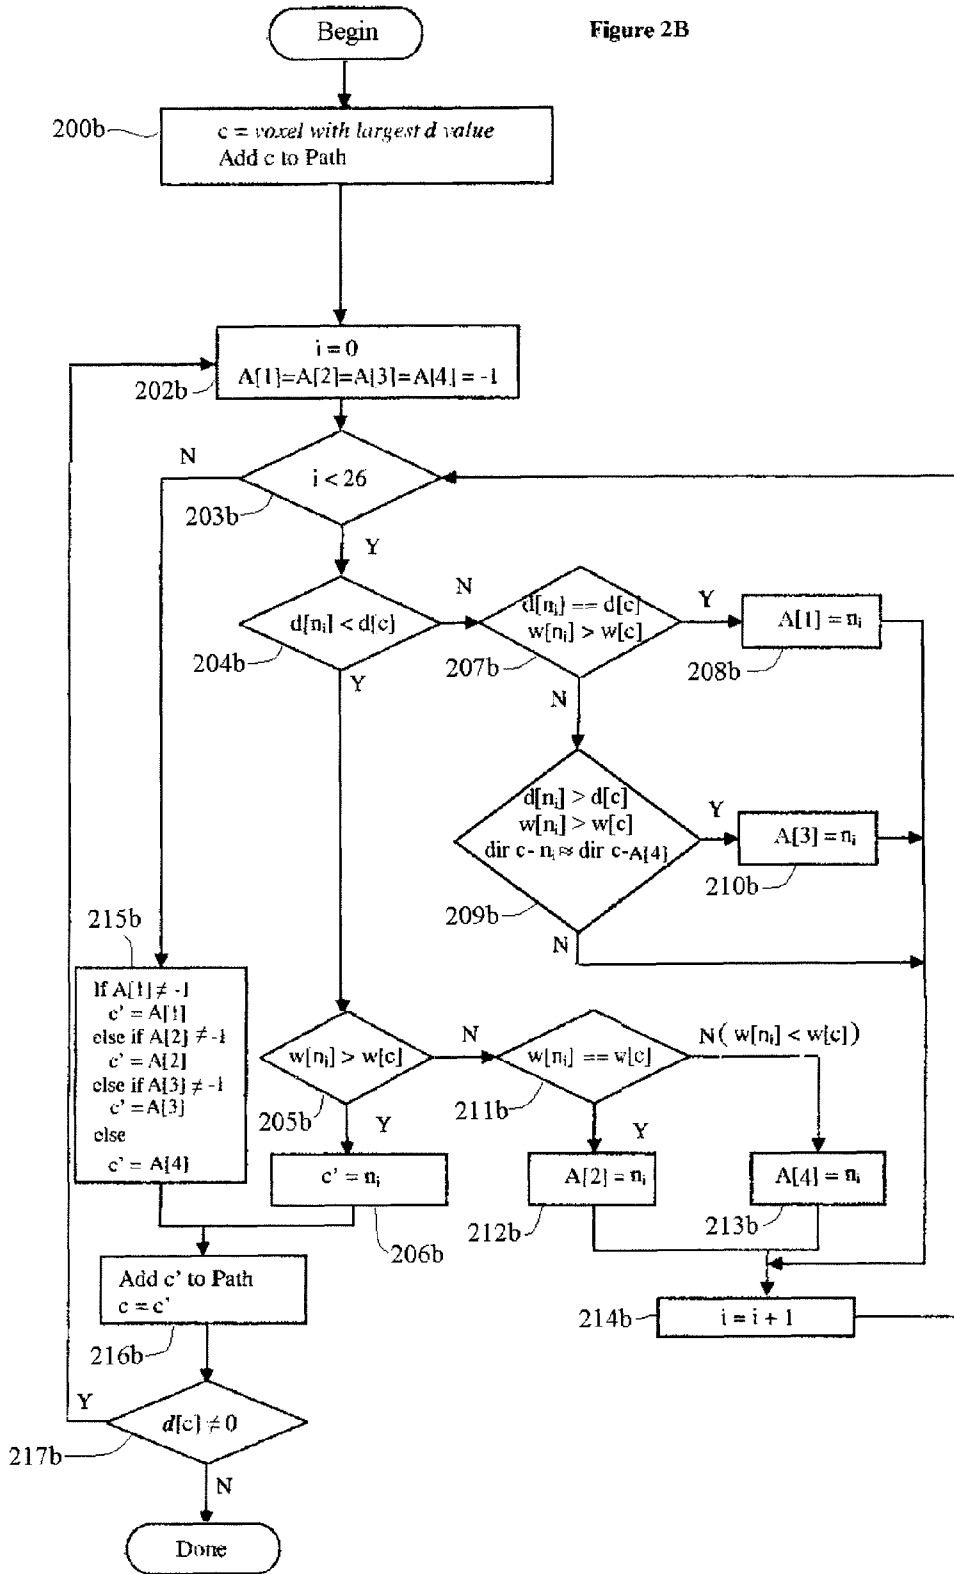 Begin
Figure 2B
200b
c = voxel with largest d value
Add c to Path
i = 0
A[1]=A[2]=A[3]=A[4] = -1
202b
N
i < 26
203b
Y
d[nᵢ] < d[c]
204b
N
Y
d[nᵢ] == d[c]
w[nᵢ] > w[c]
207b
Y
A[1] = nᵢ
208b
N
d[nᵢ] > d[c]
w[nᵢ] > w[c]
dir c- nᵢ ≈ dir c-A[4]
209b
Y
A[3] = nᵢ
210b
N
215b
If A[1] ≠ -1
c' = A[1]
else if A[2] ≠ -1
c' = A[2]
else if A[3] ≠ -1
c' = A[3]
else
c' = A[4]
w[nᵢ] > w[c]
205b
N
Y
w[nᵢ] == w[c]
211b
N ( w[nᵢ] < w[c])
Y
c' = nᵢ
206b
A[2] = nᵢ
212b
A[4] = nᵢ
213b
Add c' to Path
c = c'
216b
i = i + 1
214b
Y
d[c] ≠ 0
217b
N
Done